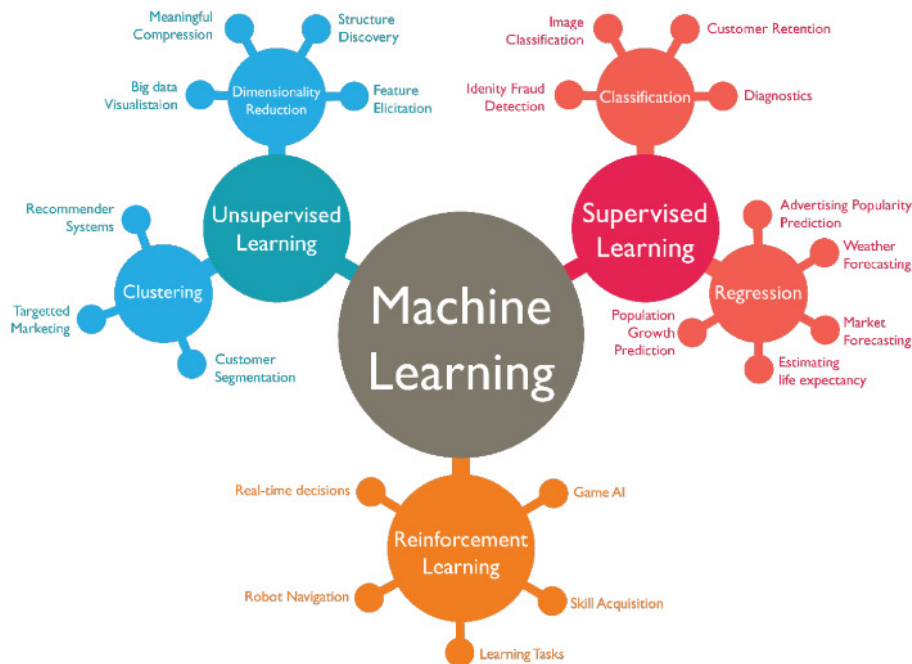 Meaningful
Compression
Structure
Discovery
Big data
Visualistaion
Dimensionality
Reduction
Feature
Elicitation
Image
Classification
Customer Retention
Idenity Fraud
Detection
Classification
Diagnostics
Unsupervised
Learning
Supervised
Learning
Recommender
Systems
Clustering
Targetted
Marketing
Customer
Segmentation
Advertising Popularity
Prediction
Weather
Forecasting
Regression
Population
Growth
Prediction
Market
Forecasting
Estimating
life expectancy
Machine
Learning
Real-time decisions
Game AI
Reinforcement
Learning
Robot Navigation
Skill Acquisition
Learning Tasks